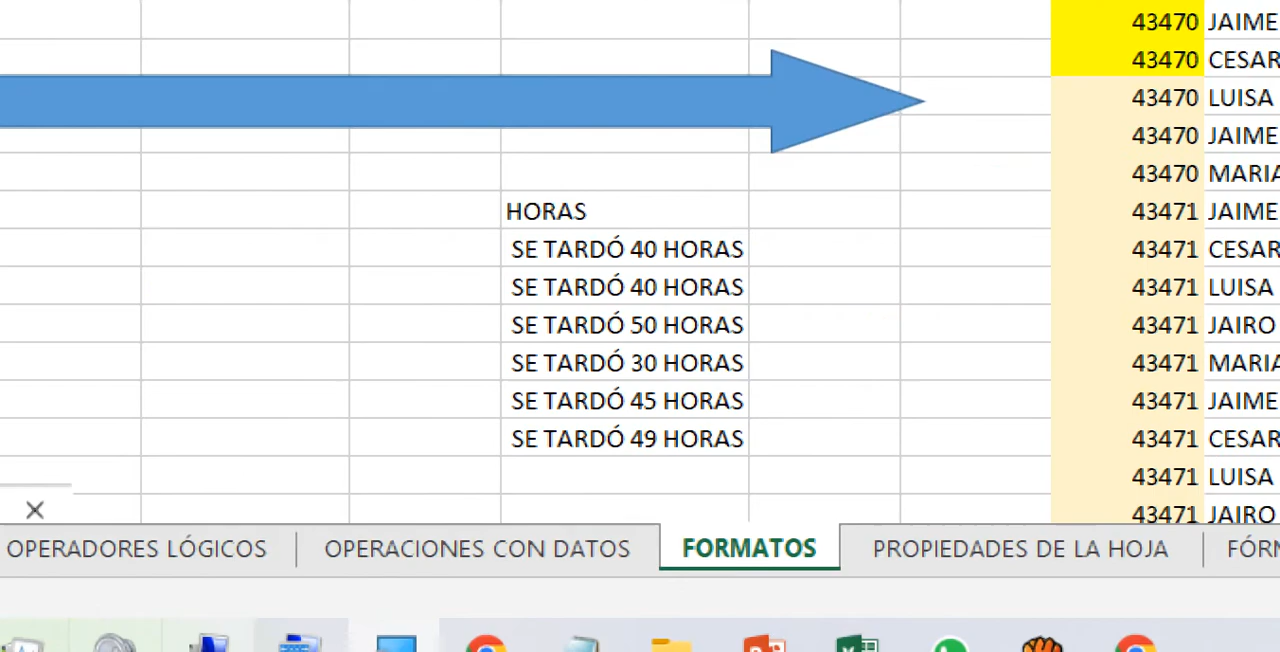 43470 JAIME
43470 CESAR
43470 LUISA
43470 JAIME
43470 MARIA
HORAS 43471 JAIME
SE TARDÓ 40 HORAS 43471 CESAR
SE TARDÓ 40 HORAS 43471 LUISA
SE TARDÓ 50 HORAS 43471 JAIRO
SE TARDÓ 30 HORAS 43471 MARIA
SE TARDÓ 45 HORAS 43471 JAIME
SE TARDÓ 49 HORAS 43471 CESAR
43471 LUISA
43471 JAIRO
OPERADORES LÓGICOS OPERACIONES CON DATOS FORMATOS PROPIEDADES DE LA HOJA FÓR